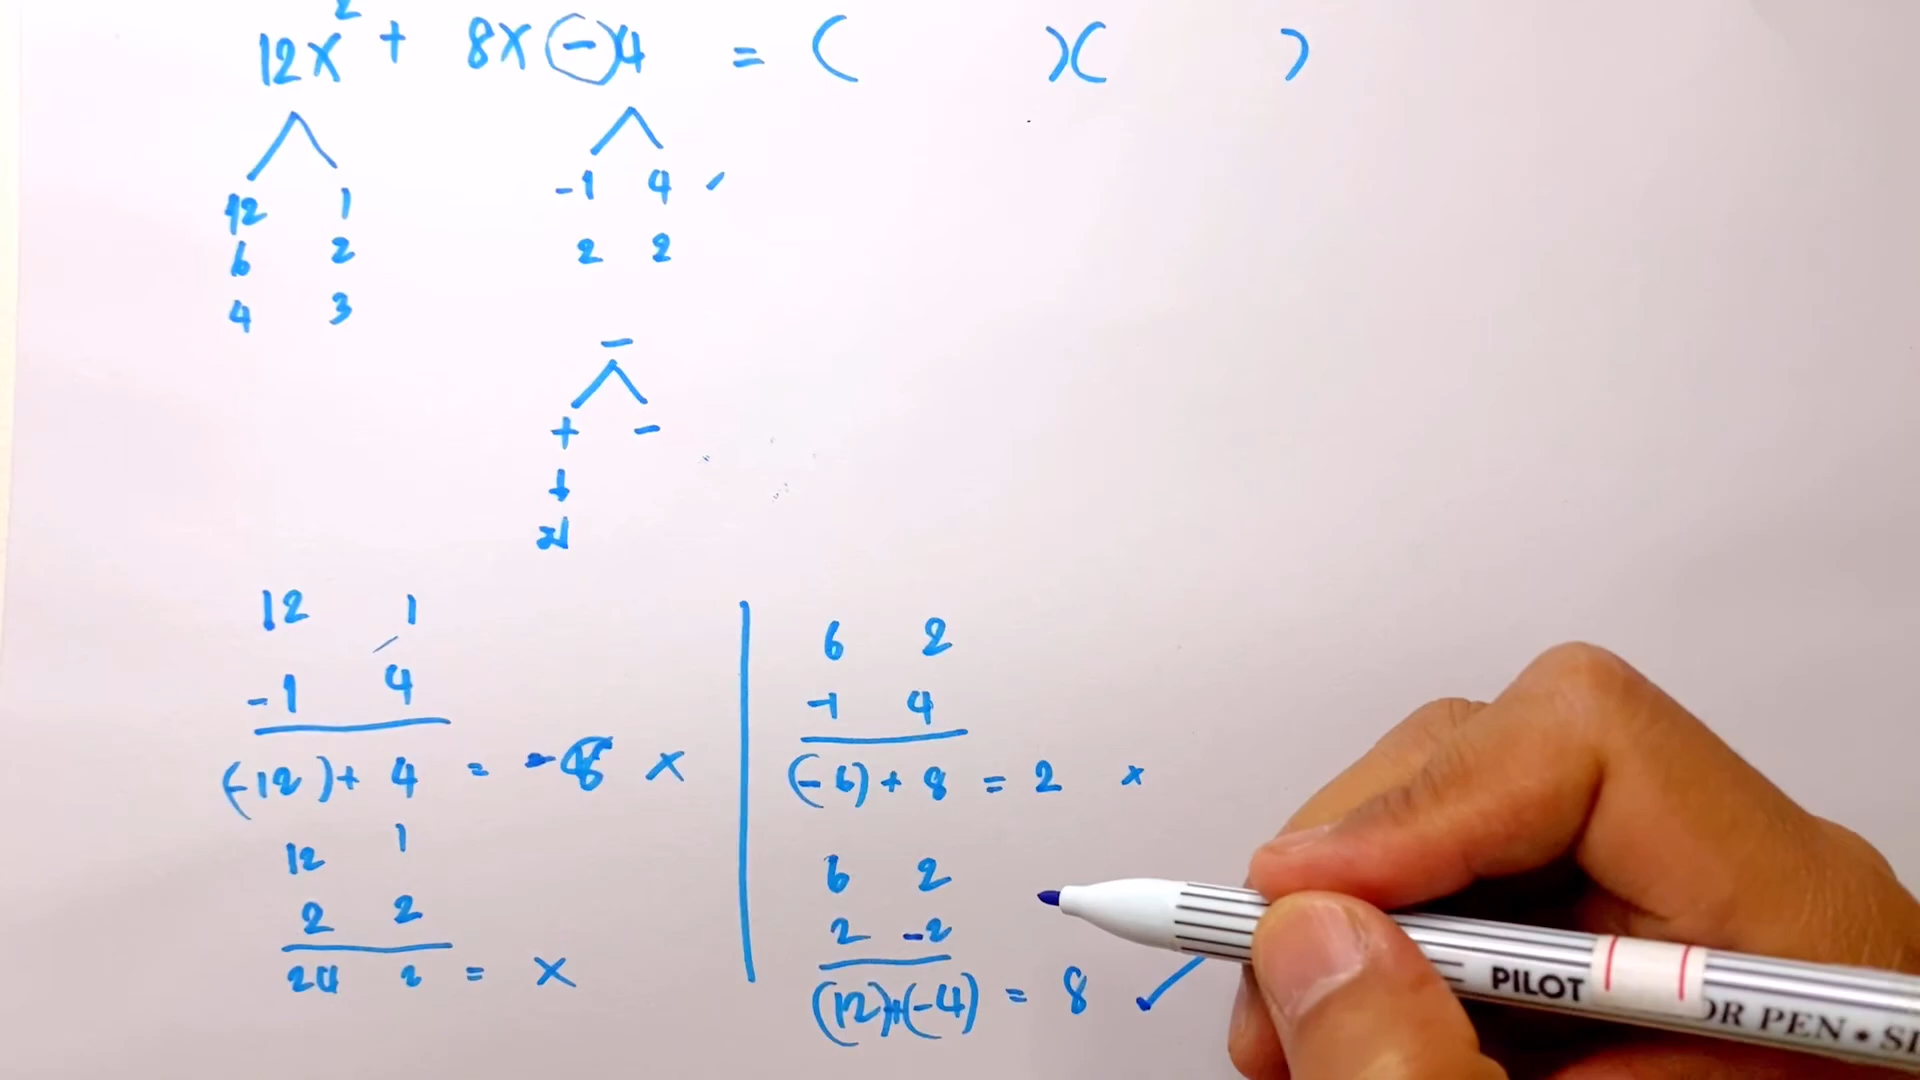 12x² + 8x - 4 = ( )( )
12 1 -1 4
6 2 2 2
4 3
-
+ -
+
12 1
-1 4
(-12) + 4 = -8 x
12 1
2 2
24 2 = x
6 2
-1 4
(-6) + 8 = 2 x
6 2
2 -2
(12)+(-4) = 8 ✓
PILOT
OR PEN • SI